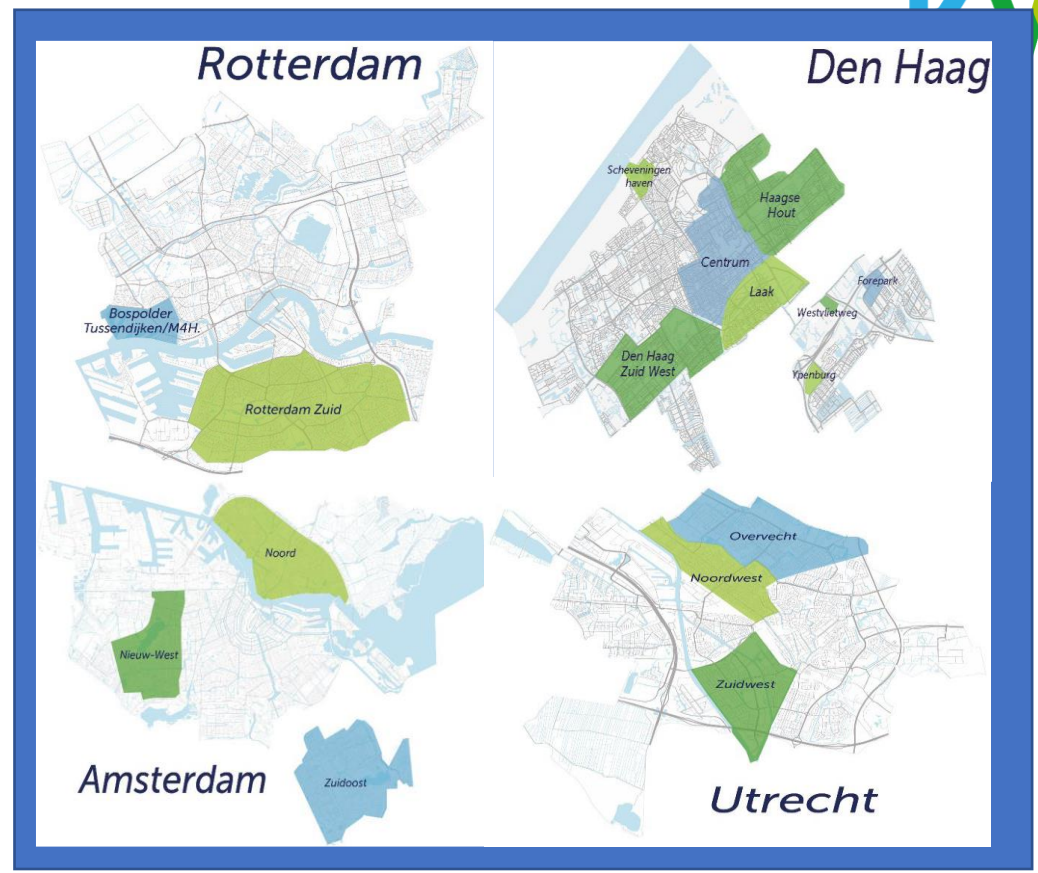 Rotterdam
Bospolder
Tussendijken/M4H.
Rotterdam Zuid
Den Haag
Scheveningen
haven
Haagse
Hout
Centrum
Laak
Forepark
Westvlietweg
Ypenburg
Den Haag
Zuid West
Noord
Nieuw-West
Zuidoost
Amsterdam
Overvecht
Noordwest
Zuidwest
Utrecht